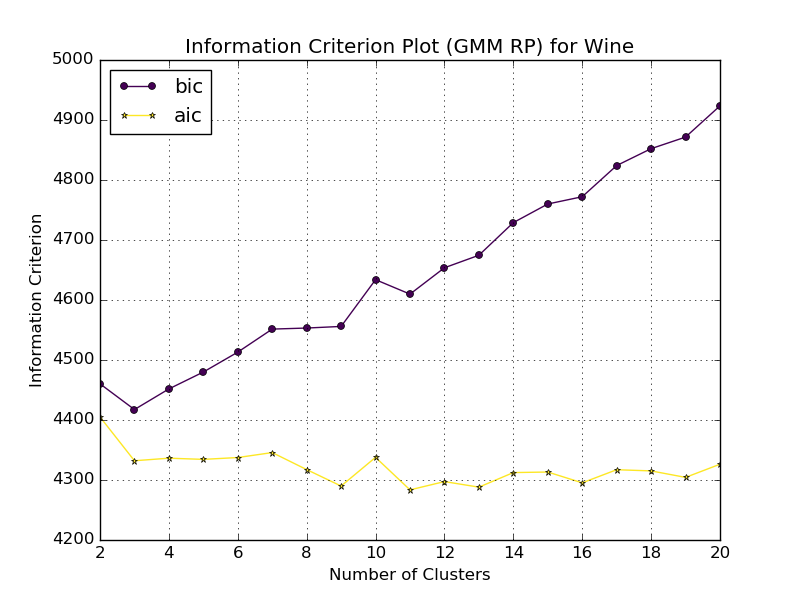 Information Criterion Plot (GMM RP) for Wine
bic
aic
5000
4900
4800
4700
4600
4500
4400
4300
4200
Information Criterion
2 4 6 8 10 12 14 16 18 20
Number of Clusters